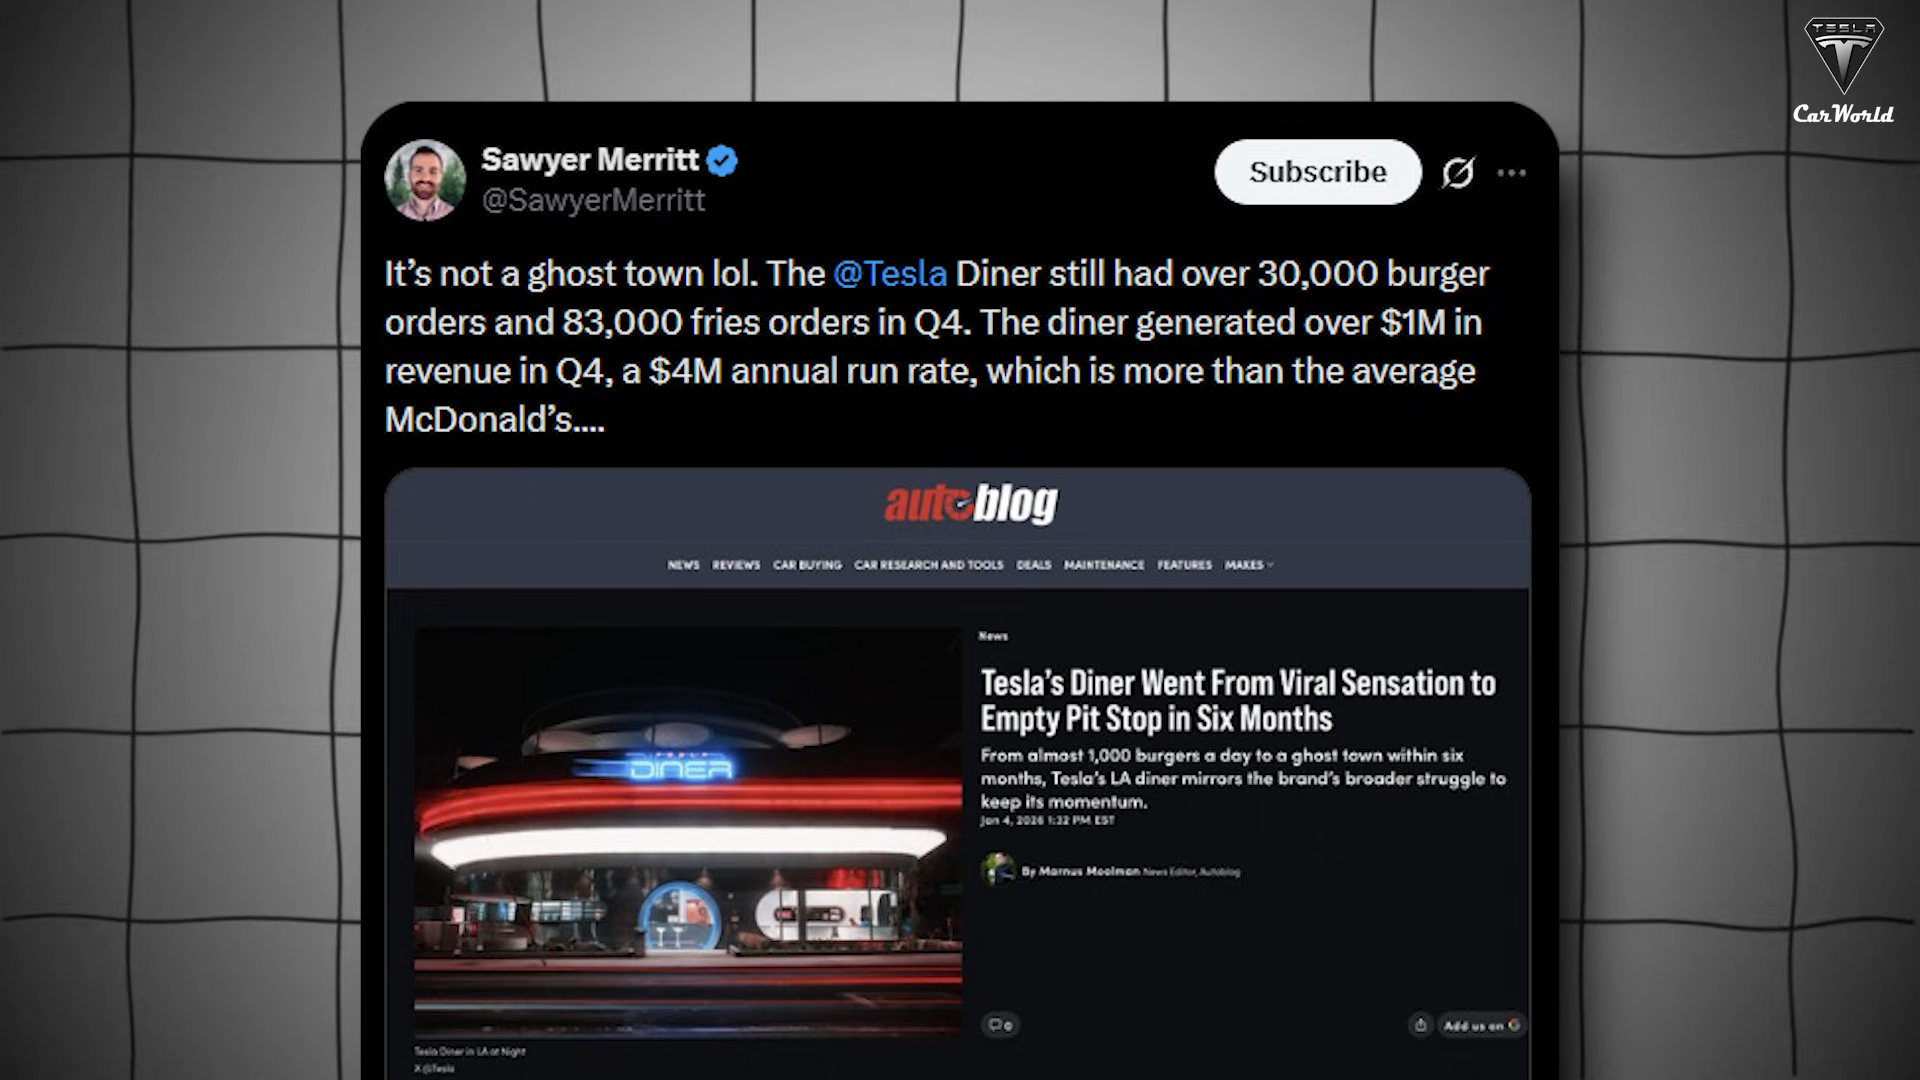 TESLA
CarWorld
Sawyer Merritt
@SawyerMerritt
Subscribe
It’s not a ghost town lol. The @Tesla Diner still had over 30,000 burger
orders and 83,000 fries orders in Q4. The diner generated over $1M in
revenue in Q4, a $4M annual run rate, which is more than the average
McDonald’s....
autoblog
NEWS REVIEWS CAR BUYING CAR RESEARCH AND TOOLS DEALS MAINTENANCE FEATURES MAKES
DINER
News
Tesla’s Diner Went From Viral Sensation to
Empty Pit Stop in Six Months
From almost 1,000 burgers a day to a ghost town within six
months, Tesla’s LA diner mirrors the brand’s broader struggle to
keep its momentum.
Jan 4, 2026 1:32 PM EST
By Marnus Moolman News Editor, Autoblog
0
Add us on G
Tesla Diner in LA at Night
X @Tesla